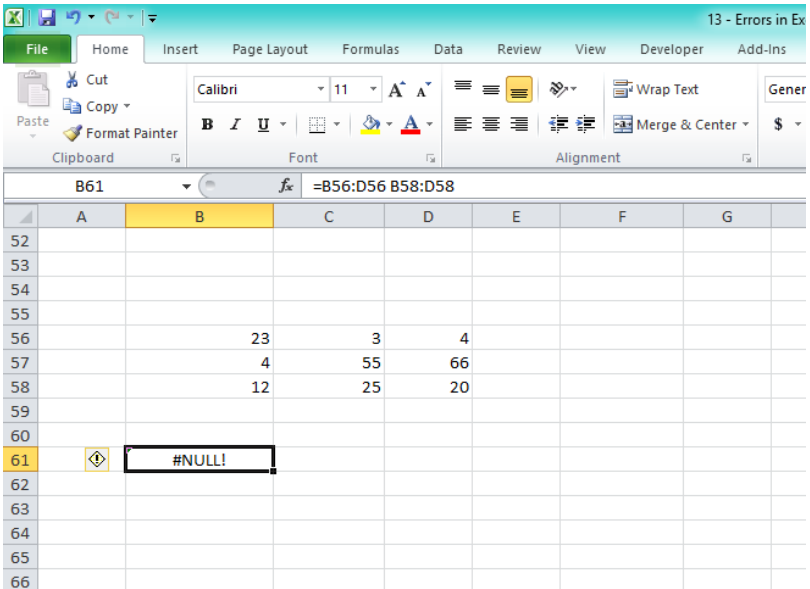 13 - Errors in Ex
File Home Insert Page Layout Formulas Data Review View Developer Add-Ins
Cut
Calibri 11 A A Wrap Text Gener
Copy
Paste
Format Painter B I U A Merge & Center $
Clipboard Font Alignment
B61 fx =B56:D56 B58:D58
A B C D E F G
52
53
54
55
56 23 3 4
57 4 55 66
58 12 25 20
59
60
61 #NULL!
62
63
64
65
66